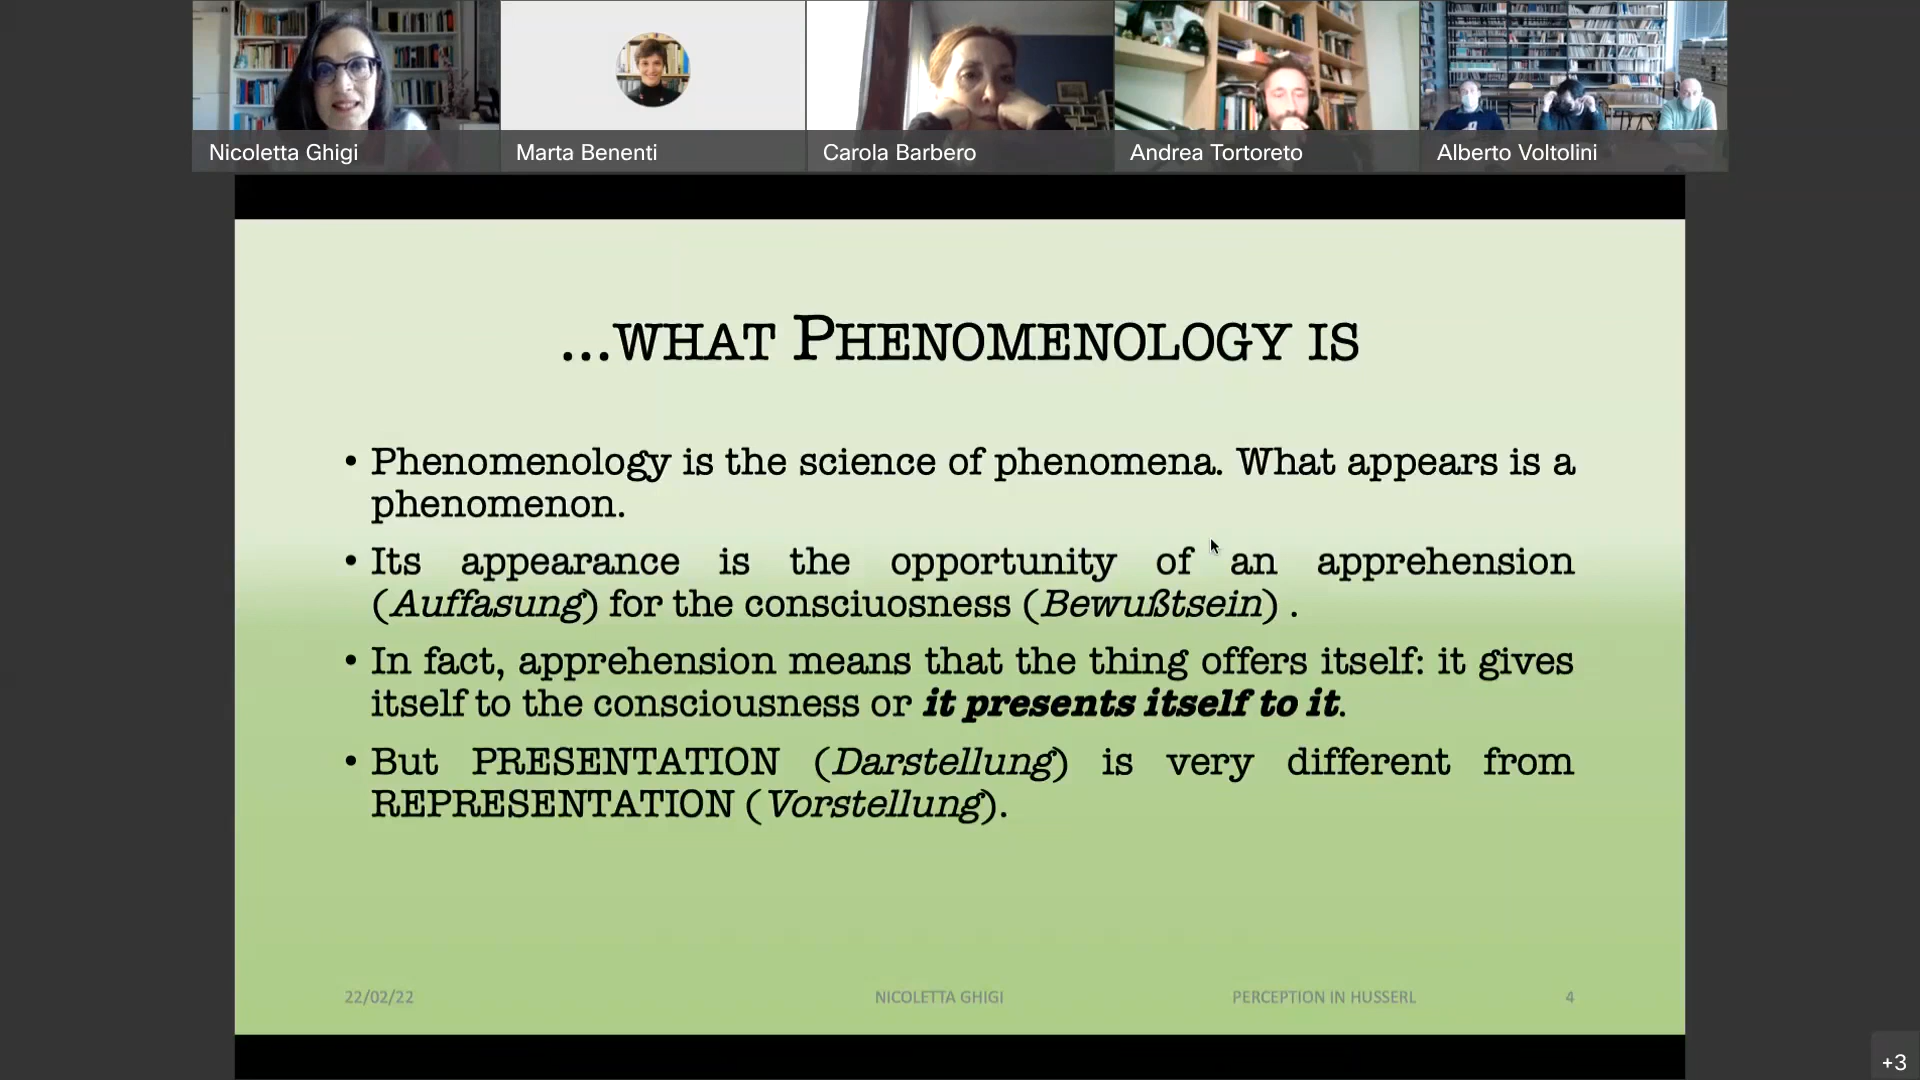 Nicoletta Ghigi
Marta Benenti
Carola Barbero
Andrea Tortoreto
Alberto Voltolini
...WHAT PHENOMENOLOGY IS
• Phenomenology is the science of phenomena. What appears is a
phenomenon.
• Its appearance is the opportunity of an apprehension
(Auffasung) for the consciuosness (Bewußtsein) .
• In fact, apprehension means that the thing offers itself: it gives
itself to the consciousness or it presents itself to it.
• But PRESENTATION (Darstellung) is very different from
REPRESENTATION (Vorstellung).
22/02/22
NICOLETTA GHIGI
PERCEPTION IN HUSSERL
4
+3